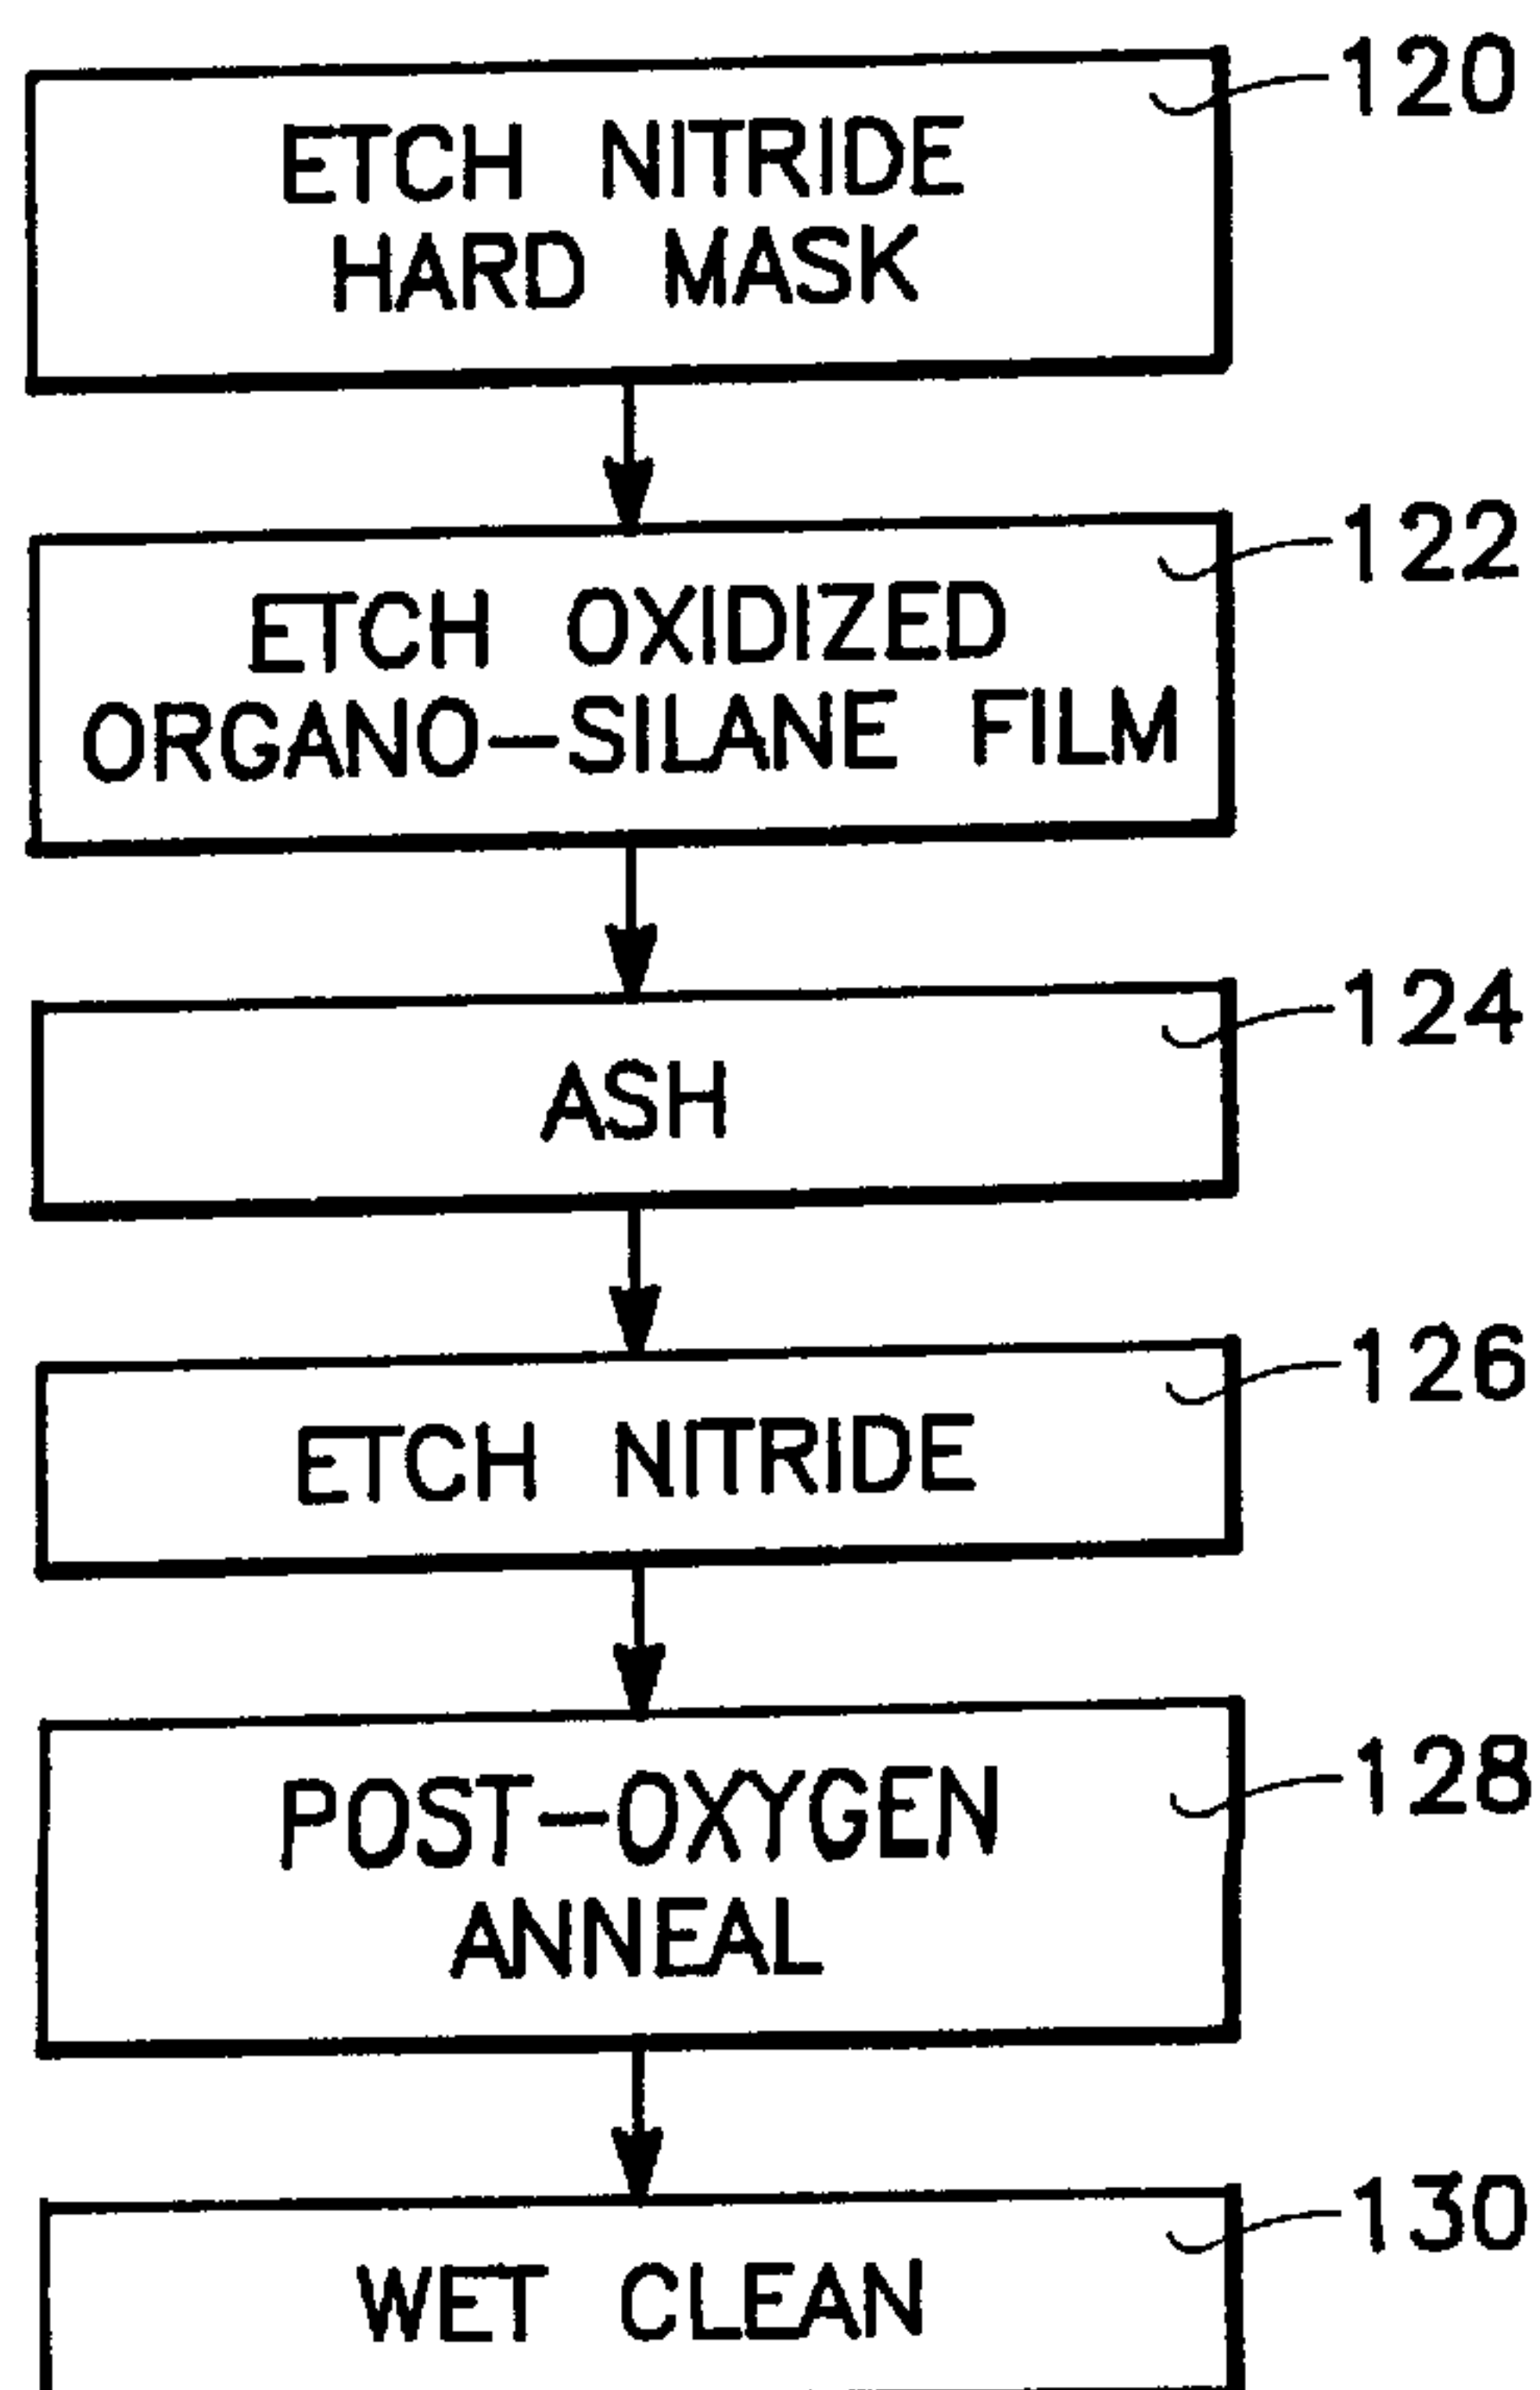 120
ETCH NITRIDE
HARD MASK
122
ETCH OXIDIZED
ORGANO-SILANE FILM
124
ASH
126
ETCH NITRIDE
128
POST-OXYGEN
ANNEAL
130
WET CLEAN